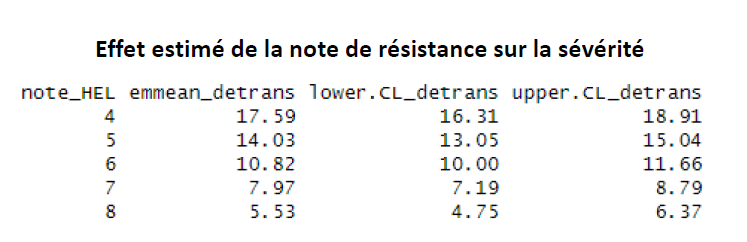 Effet estimé de la note de résistance sur la sévérité
note_HEL emmean_detrans lower.CL_detrans upper.CL_detrans
4 17.59 16.31 18.91
5 14.03 13.05 15.04
6 10.82 10.00 11.66
7 7.97 7.19 8.79
8 5.53 4.75 6.37